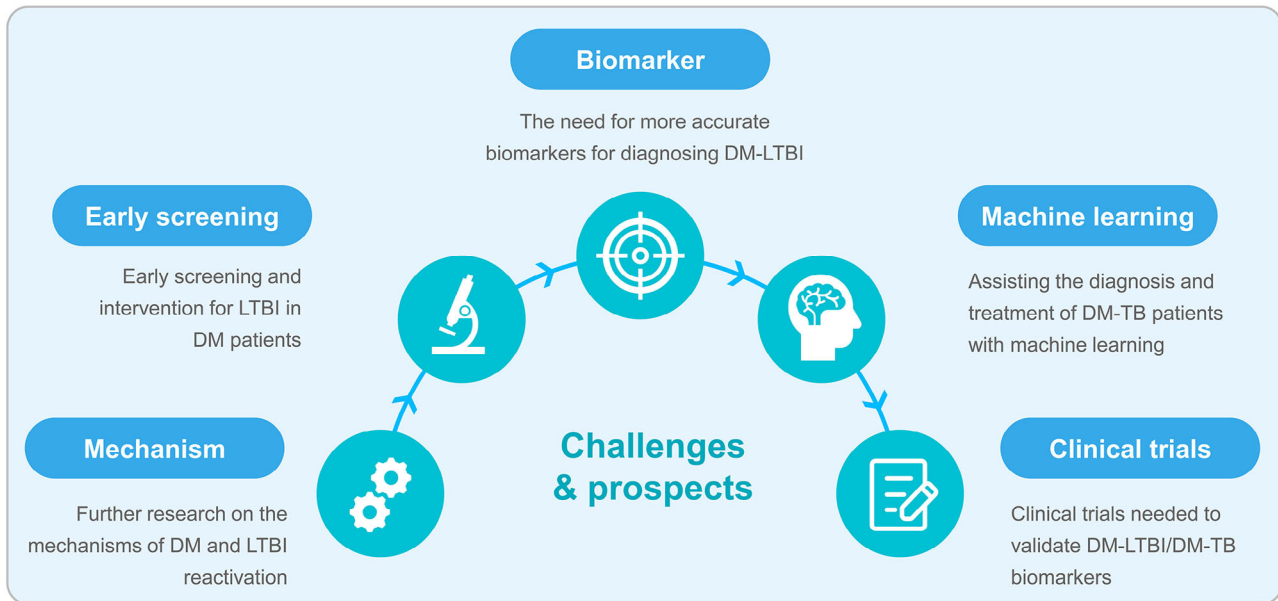 Biomarker
The need for more accurate
biomarkers for diagnosing DM-LTBI
Early screening
Early screening and
intervention for LTBI in
DM patients
Machine learning
Assisting the diagnosis and
treatment of DM-TB patients
with machine learning
Mechanism
Further research on the
mechanisms of DM and LTBI
reactivation
Challenges
& prospects
Clinical trials
Clinical trials needed to
validate DM-LTBI/DM-TB
biomarkers